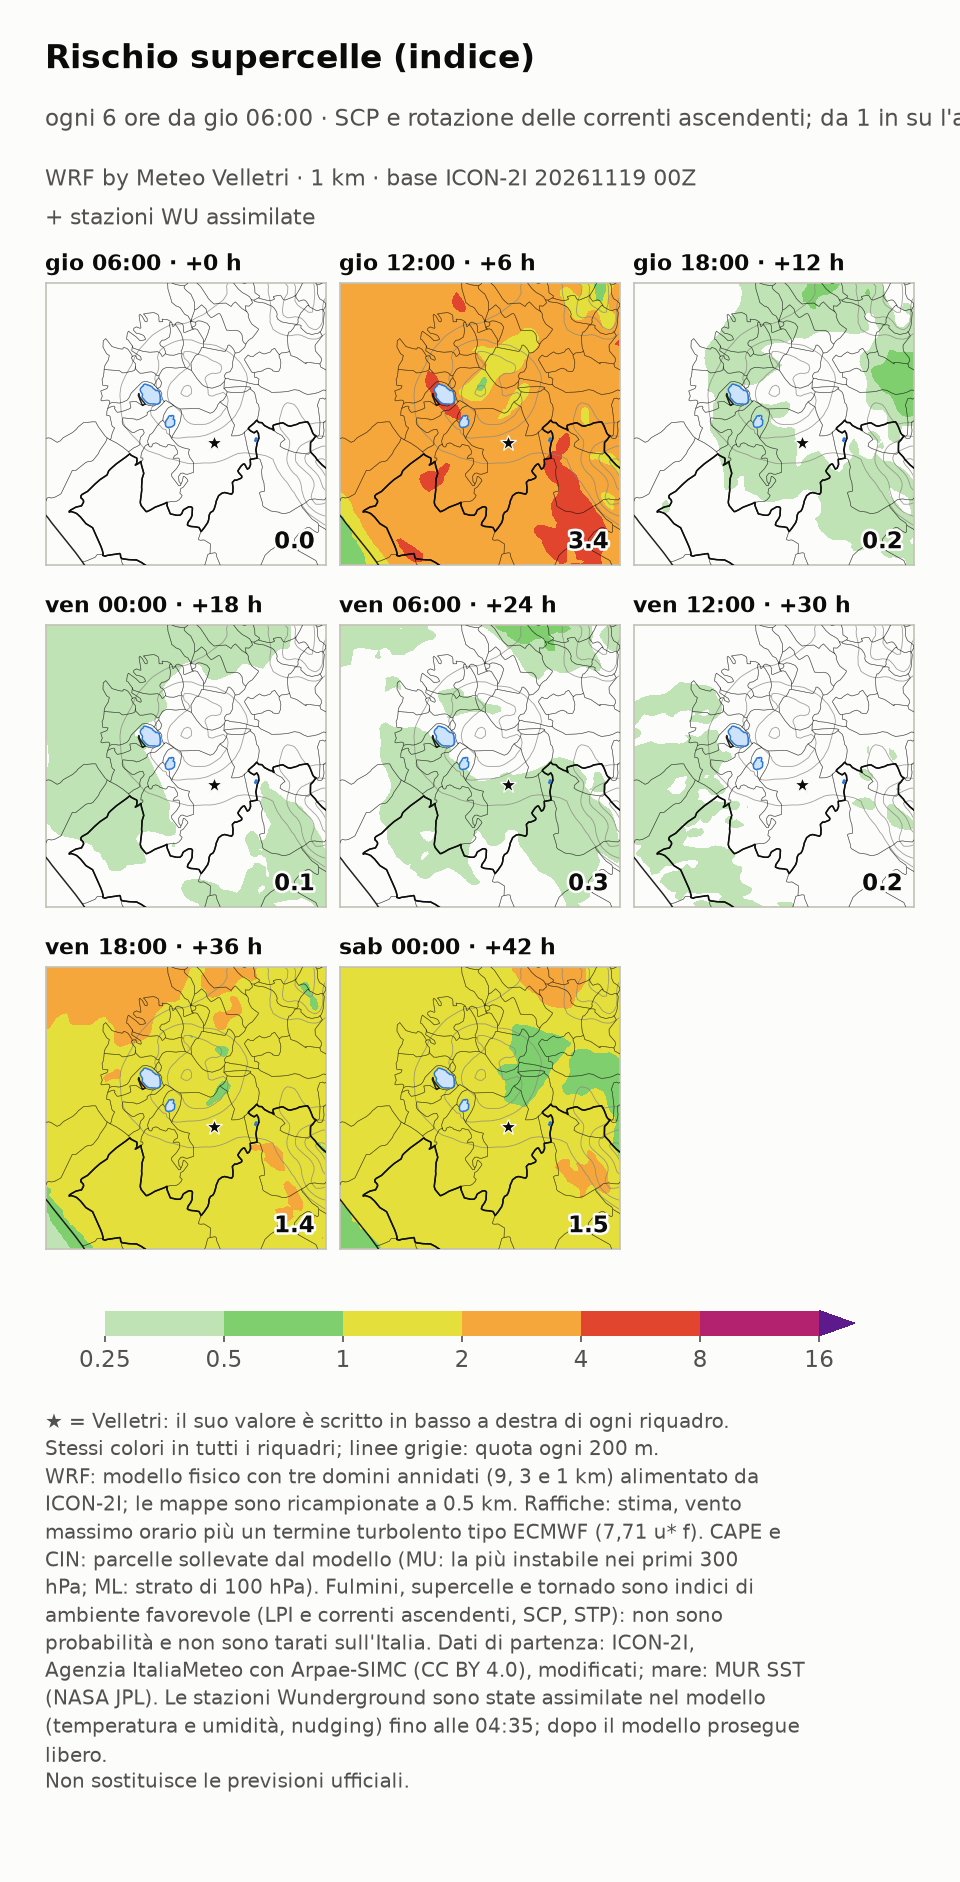 Rischio supercelle (indice)
ogni 6 ore da gio 06:00 · SCP e rotazione delle correnti ascendenti; da 1 in su l'a
WRF by Meteo Velletri · 1 km · base ICON-2I 20261119 00Z
+ stazioni WU assimilate
gio 06:00 · +0 h
gio 12:00 · +6 h
gio 18:00 · +12 h
0.0
3.4
0.2
ven 00:00 · +18 h
ven 06:00 · +24 h
ven 12:00 · +30 h
0.1
0.3
0.2
ven 18:00 · +36 h
sab 00:00 · +42 h
1.4
1.5
0.25 0.5 1 2 4 8 16
★ = Velletri: il suo valore è scritto in basso a destra di ogni riquadro.
Stessi colori in tutti i riquadri; linee grigie: quota ogni 200 m.
WRF: modello fisico con tre domini annidati (9, 3 e 1 km) alimentato da
ICON-2I; le mappe sono ricampionate a 0.5 km. Raffiche: stima, vento
massimo orario più un termine turbolento tipo ECMWF (7,71 u* f). CAPE e
CIN: parcelle sollevate dal modello (MU: la più instabile nei primi 300
hPa; ML: strato di 100 hPa). Fulmini, supercelle e tornado sono indici di
ambiente favorevole (LPI e correnti ascendenti, SCP, STP): non sono
probabilità e non sono tarati sull'Italia. Dati di partenza: ICON-2I,
Agenzia ItaliaMeteo con Arpae-SIMC (CC BY 4.0), modificati; mare: MUR SST
(NASA JPL). Le stazioni Wunderground sono state assimilate nel modello
(temperatura e umidità, nudging) fino alle 04:35; dopo il modello prosegue
libero.
Non sostituisce le previsioni ufficiali.